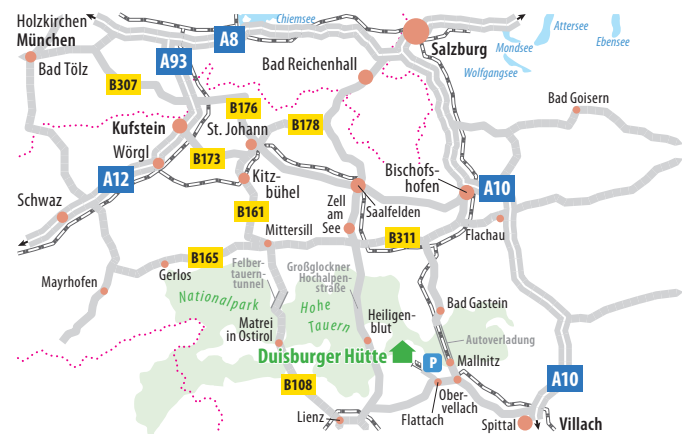 Holzkirchen
München
Bad Tölz
A8
Chiemsee
Salzburg
Attersee
Mondsee
Ebensee
Wolfgangsee
A93
B307
Bad Reichenhall
Bad Goisern
B176
B178
Kufstein
St. Johann
Wörgl
B173
A12
Kitz-
bühel
Bischofs-
hofen
A10
Schwaz
B161
Zell
am
See
Saalfelden
Flachau
Mittersill
B311
B165
Gerlos
Mayrhofen
Felber-
tauern-
tunnel
Großglockner
Hochalpen-
straße
Nationalpark
Hohe
Tauern
Heiligen-
blut
Bad Gastein
Matrei
in Ostirol
Autoverladung
Duisburger Hütte
P
Mallnitz
B108
Ober-
vellach
A10
Lienz
Flattach
Spittal
Villach